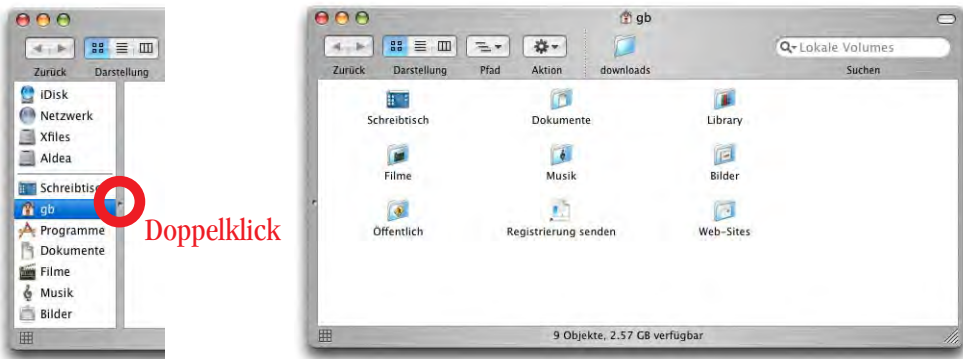 Zurück Darstellung
iDisk
Netzwerk
Xfiles
Aldea
Schreibtisc
gb
Programme
Dokumente
Filme
Musik
Bilder
Doppelklick
gb
Lokale Volumes
Zurück Darstellung Pfad Aktion downloads Suchen
Schreibtisch Dokumente Library
Filme Musik Bilder
Öffentlich Registrierung senden Web-Sites
9 Objekte, 2.57 GB verfügbar